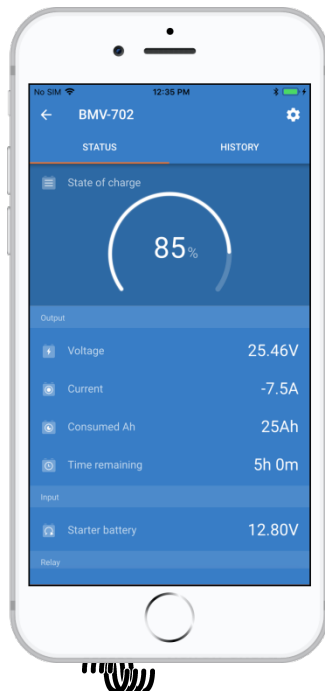 No SIM 12:35 PM
BMV-702
STATUS HISTORY
State of charge
85%
Output
Voltage 25.46V
Current -7.5A
Consumed Ah 25Ah
Time remaining 5h 0m
Input
Starter battery 12.80V
Relay